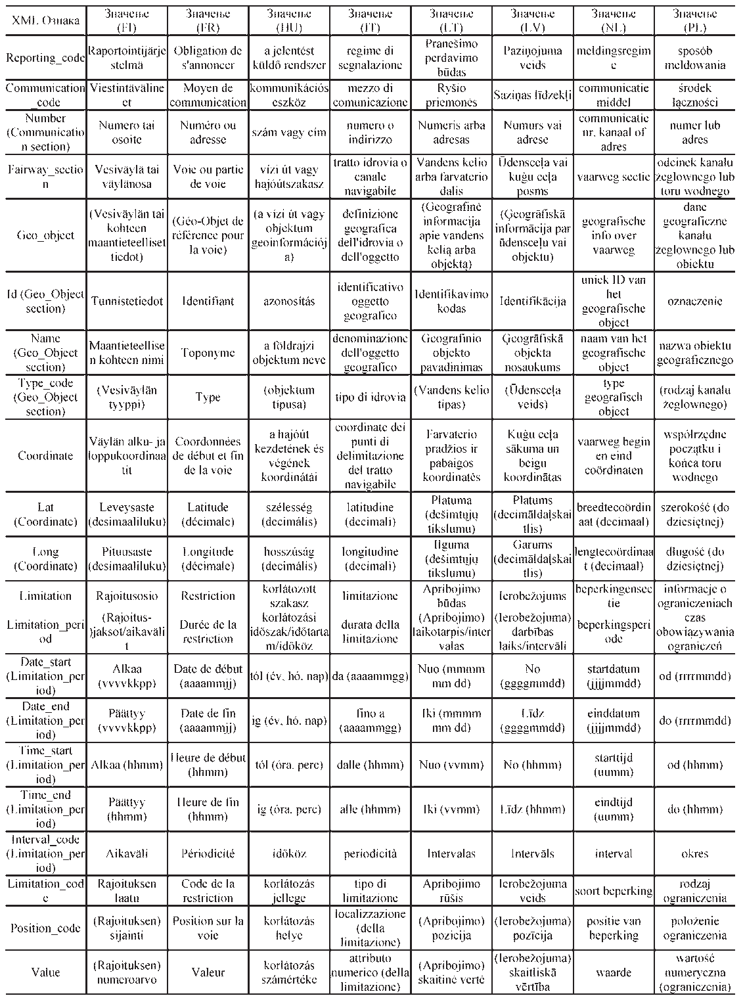 XML Ознака Значење (FI) Значење (FR) Значење (HU) Значење (IT) Значење (LT) Значење (LV) Значење (NL) Значење (PL)
Reporting_code Raportointijärjestelmä Obligation de s'annoncer a jelentést küldő rendszer regime di segnalazione Pranešimo perdavimo būdas Paziņojuma veids meldingsregime sposób meldowania
Communication_code Viestintävälineet Moyen de communication kommunikációs eszköz mezzo di comunicazione Ryšio priemonės Saziņas līdzekļi communicatie middel środek łączności
Number (Communication section) Numero tai osoite Numéro ou adresse szám vagy cím numero o indirizzo Numeris arba adresas Numurs vai adrese communicatie nr, kanaal of adres numer lub adres
Fairway_section Vesiväylä tai väylänosa Voie ou partie de voie vízi út vagy hajóútszakasz tratto idrovia o canale navigabile Vandens kelio arba farvaterio dalis Ūdensceļa vai kuģu ceļa posms vaarweg sectie odcinek kanału żeglownego lub toru wodnego
Geo_object (Vesiväylän tai kohteen maantieteelliset tiedot) (Géo-Objet de référence pour la voie) (a vízi út vagy objektum geoinformációja) definizione geografica dell'idrovia o dell'oggetto (Geografinė informacija apie vandens kelią arba objektą) (Ģeogrāfiskā informācija par ūdensceļu vai objektu) geografische info over vaarweg dane geograficzne kanału żeglownego lub obiektu
Id (Geo_Object section) Tunnistetiedot Identifiant azonosítás identificativo oggetto geografico Identifikavimo kodas Identifikācija uniek ID van het geografische object oznaczenie
Name (Geo_Object section) Maantieteellisen kohteen nimi Toponyme a földrajzi objektum neve denominazione dell'oggetto geografico Geografinio objekto pavadinimas Ģeogrāfiskā objekta nosaukums naam van het geografische object nazwa obiektu geograficznego
Type_code (Geo_Object section) (Vesiväylän tyyppi) Type (objektum típusa) tipo di idrovia (Vandens kelio tipas) (Ūdensceļa veids) type geografisch object (rodzaj kanału żeglownego)
Coordinate Väylän alku- ja loppukoordinaatit Coordonnées de début et fin de la voie a hajóút kezdetének és végének koordinátái coordinate dei punti di delimitazione del tratto navigabile Farvaterio pradžios ir pabaigos koordinatės Kuģu ceļa sākuma un beigu koordinātas vaarweg begin en eind coördinaten współrzędne początku i końca toru wodnego
Lat (Coordinate) Leveysaste (desimaaliluku) Latitude (décimale) szélesség (decimális) latitudine (decimali) Platuma (dešimtųjų tikslumu) Platums (decimāldaļskaitlis) breedtecoördinaat (decimaal) szerokość (do dziesiętnej)
Long (Coordinate) Pituusaste (desimaaliluku) Longitude (décimale) hosszúság (decimális) longitudine (decimali) Ilguma (dešimtųjų tikslumu) Garums (decimāldaļskaitlis) lengtecoördinaat (decimaal) długość (do dziesiętnej)
Limitation Rajoitusosio Restriction korlátozott szakasz limitazione Apribojimo būdas Ierobežojums beperkingensectie informacje o ograniczeniach
Limitation_period (Rajoitus-)jaksot/aikavälit Durée de la restriction korlátozási időszak/időtartam/időköz durata della limitazione (Apribojimo) laikotarpis/intervalas (Ierobežojuma) darbības laiks/intervāli beperkingsperiode czas obowiązywania ograniczeń
Date_start (Limitation_period) Alkaa (vvvvkkpp) Date de début (aaaammjj) tól (év, hó, nap) da (aaaammgg) Nuo (mmmm mm dd) No (ggggmmdd) startdatum (jjjjmmdd) od (rrrrmmdd)
Date_end (Limitation_period) Päättyy (vvvvkkpp) Date de fin (aaaammjj) ig (év, hó, nap) fino a (aaaammgg) Iki (mmmm mm dd) Līdz (ggggmmdd) einddatum (jjjjmmdd) do (rrrrmmdd)
Time_start (Limitation_period) Alkaa (hhmm) Heure de début (hhmm) tól (óra, perc) dalle (hhmm) Nuo (vvmm) No (hhmm) starttijd (uumm) od (hhmm)
Time_end (Limitation_period) Päättyy (hhmm) Heure de fin (hhmm) ig (óra, perc) alle (hhmm) Iki (vvmm) Līdz (hhmm) eindtijd (uumm) do (hhmm)
Interval_code (Limitation_period) Aikaväli Périodicité időköz periodicità Intervalas Intervāls interval okres
Limitation_code Rajoituksen laatu Code de la restriction korlátozás jellege tipo di limitazione Apribojimo rūšis Ierobežojuma veids soort beperking rodzaj ograniczenia
Position_code (Rajoituksen) sijainti Position sur la voie korlátozás helye localizzazione (della limitazione) (Apribojimo) pozicija (Ierobežojuma) pozīcija positie van beperking położenie ograniczenia
Value (Rajoituksen) numeroarvo Valeur korlátozás számértéke attributo numerico (della limitazione) (Apribojimo) skaitinė vertė (Ierobežojuma) skaitliskā vērtība waarde wartość numeryczna (ograniczenia)